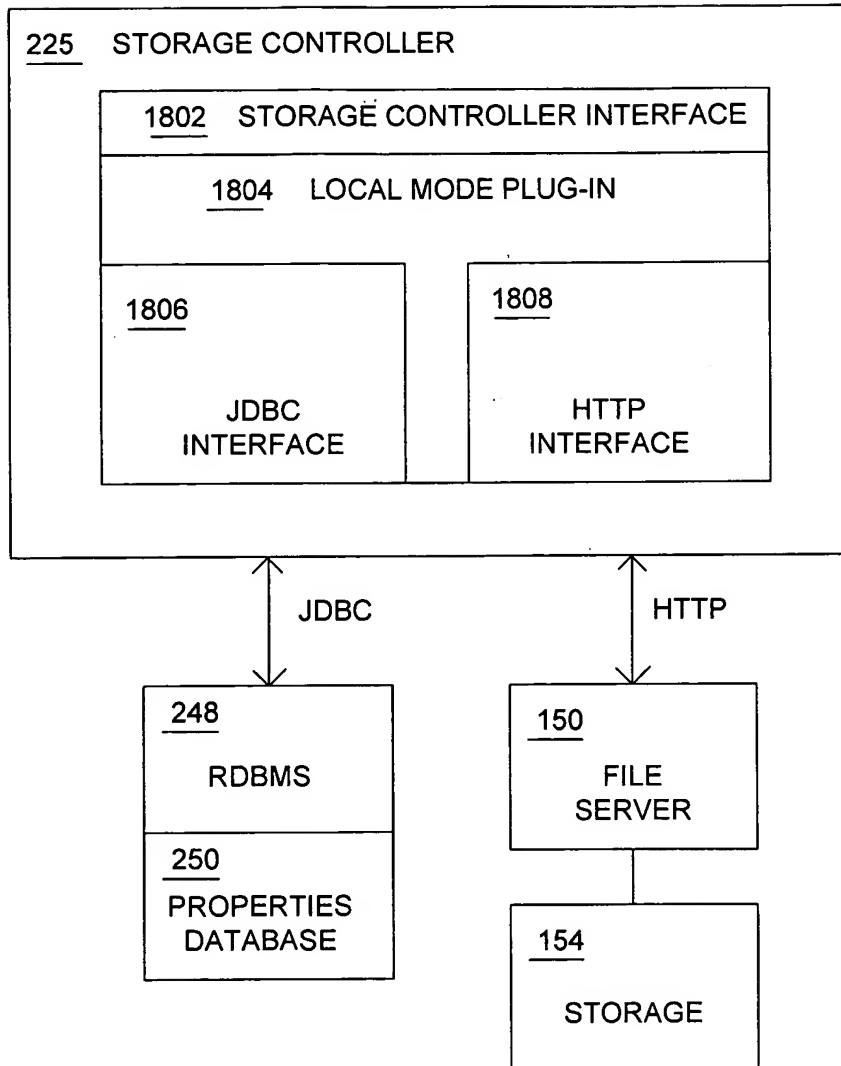 225 STORAGE CONTROLLER
1802 STORAGE CONTROLLER INTERFACE
1804 LOCAL MODE PLUG-IN
1806
JDBC
INTERFACE
1808
HTTP
INTERFACE
JDBC
HTTP
248
RDBMS
250
PROPERTIES
DATABASE
150
FILE
SERVER
154
STORAGE